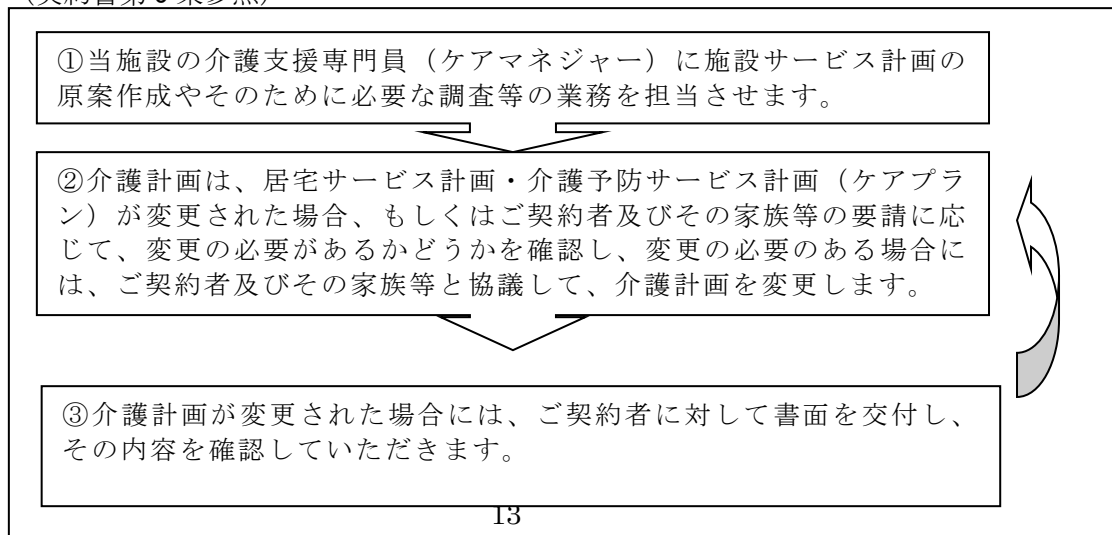 ①当施設の介護支援専門員（ケアマネジャー）に施設サービス計画の
原案作成やそのために必要な調査等の業務を担当させます。
②介護計画は、居宅サービス計画・介護予防サービス計画（ケアプラ
ン）が変更された場合、もしくはご契約者及びその家族等の要請に応
じて、変更の必要があるかどうかを確認し、変更の必要のある場合に
は、ご契約者及びその家族等と協議して、介護計画を変更します。
③介護計画が変更された場合には、ご契約者に対して書面を交付し、
その内容を確認していただきます。
13